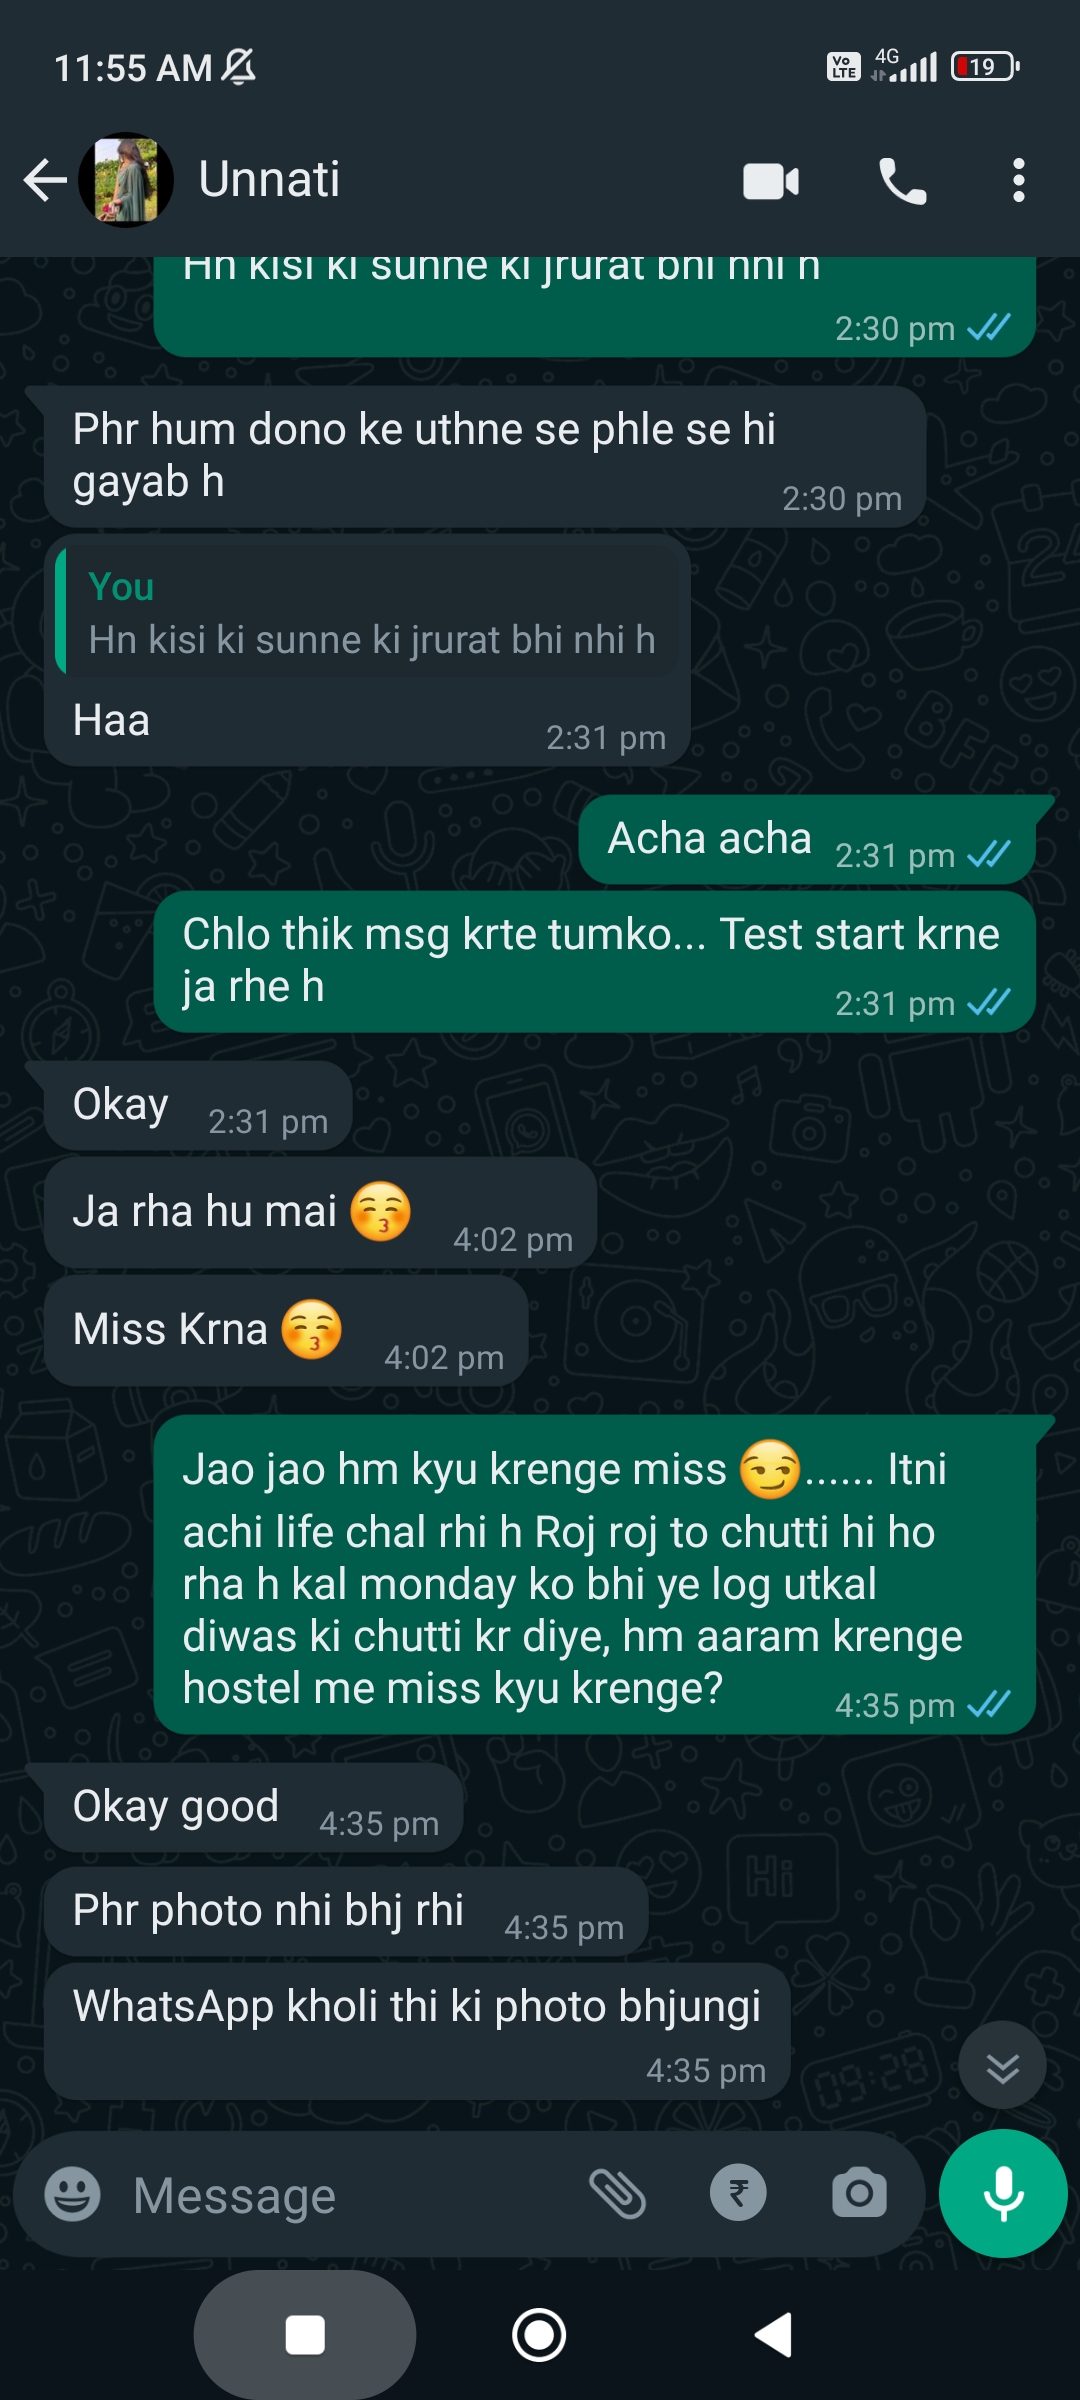 11:55 AM
Vo LTE 4G 19
Unnati
Hn kisi ki sunne ki jrurat bhi nhi h
2:30 pm
Phr hum dono ke uthne se phle se hi
gayab h
2:30 pm
You
Hn kisi ki sunne ki jrurat bhi nhi h
Haa
2:31 pm
Acha acha 2:31 pm
Chlo thik msg krte tumko... Test start krne
ja rhe h
2:31 pm
Okay 2:31 pm
Ja rha hu mai 😚 4:02 pm
Miss Krna 😚 4:02 pm
Jao jao hm kyu krenge miss 😏...... Itni
achi life chal rhi h Roj roj to chutti hi ho
rha h kal monday ko bhi ye log utkal
diwas ki chutti kr diye, hm aaram krenge
hostel me miss kyu krenge?
4:35 pm
Okay good 4:35 pm
Phr photo nhi bhj rhi 4:35 pm
WhatsApp kholi thi ki photo bhjungi
4:35 pm
Message